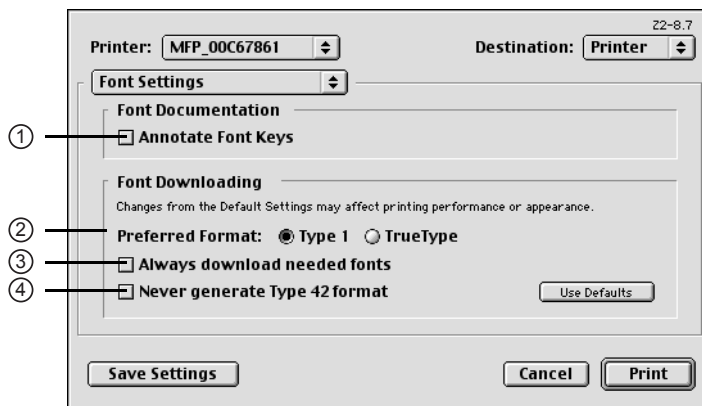 Z2-8.7
Printer: MFP_00C67861 Destination: Printer
Font Settings
Font Documentation
① Annotate Font Keys
Font Downloading
Changes from the Default Settings may affect printing performance or appearance.
② Preferred Format: Type 1 TrueType
③ Always download needed fonts
④ Never generate Type 42 format Use Defaults
Save Settings Cancel Print